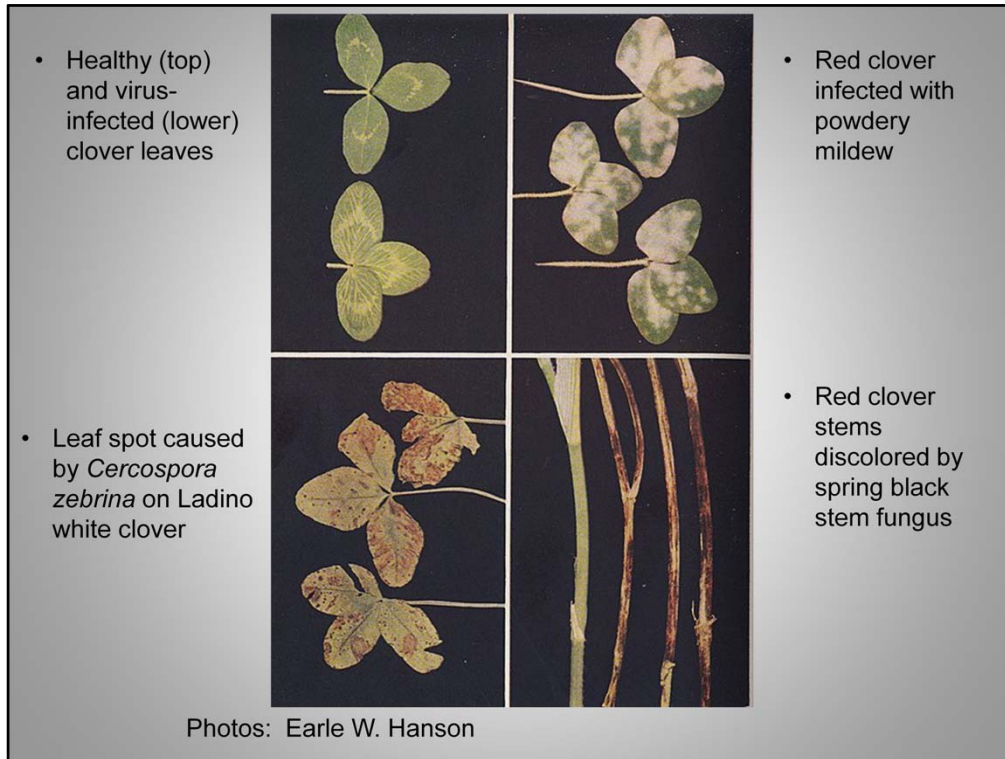 • Healthy (top)
and virus-
infected (lower)
clover leaves
• Red clover
infected with
powdery
mildew
• Leaf spot caused
by Cercospora
zebrina on Ladino
white clover
• Red clover
stems
discolored by
spring black
stem fungus
Photos: Earle W. Hanson